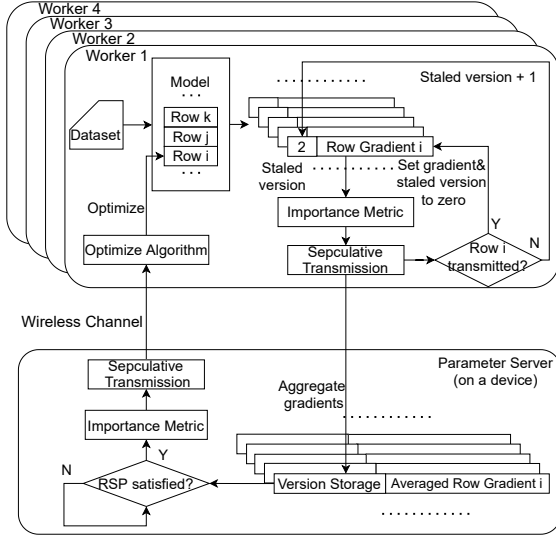 Worker 4
Worker 3
Worker 2
Worker 1
Model
. . .
Row k
Row j
Row i
. . .
Dataset
. . . . . . . . . . .
Staled version + 1
2
Row Gradient i
Staled
version
. . . . . . . . . . .
Set gradient&
staled version
to zero
Importance Metric
Optimize
Optimize Algorithm
Sepculative
Transmission
Row i
transmitted?
Y
N
Wireless Channel
Parameter Server
(on a device)
Sepculative
Transmission
Aggregate
gradients
Importance Metric
. . . . . . . . . . .
N
Y
RSP satisfied?
Version Storage
Averaged Row Gradient i
. . . . . . . . . . .